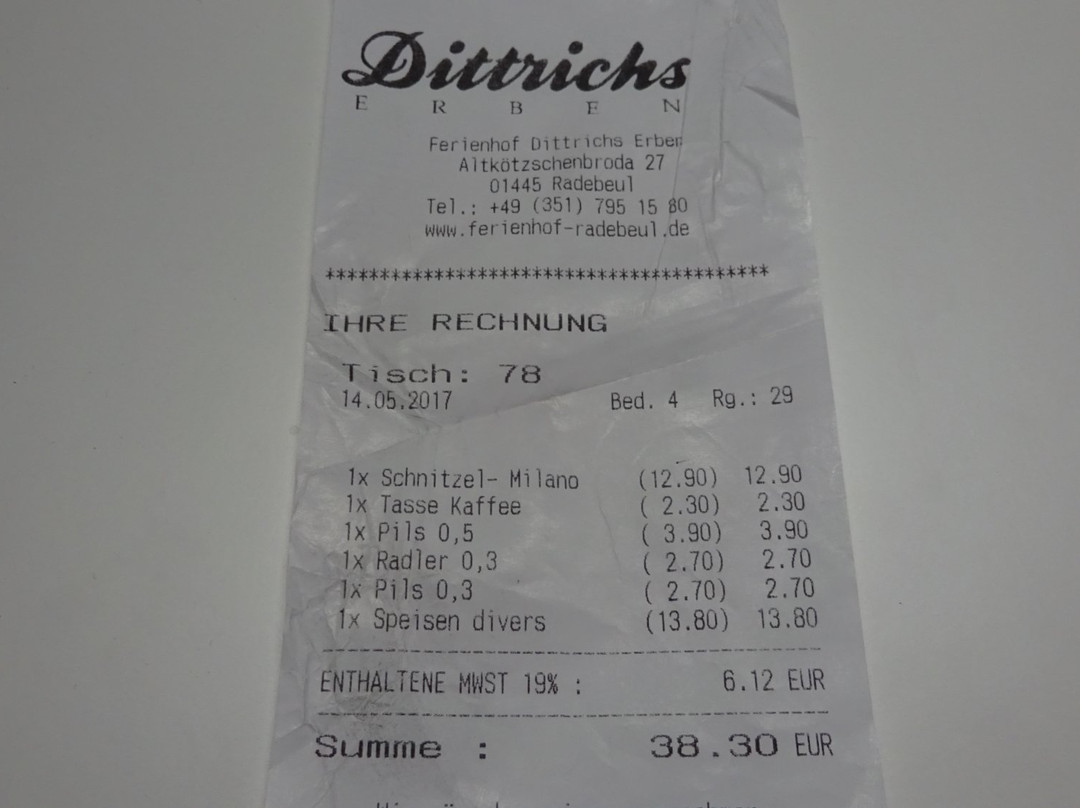 Dittrichs
ERBEN
Ferienhof Dittrichs Erben
Altkötzschenbroda 27
01445 Radebeul
Tel.: +49 (351) 795 15 80
www.ferienhof-radebeul.de
*****************************************
IHRE RECHNUNG
Tisch: 78
14.05.2017 Bed. 4 Rg.: 29
1x Schnitzel- Milano (12.90) 12.90
1x Tasse Kaffee ( 2.30) 2.30
1x Pils 0,5 ( 3.90) 3.90
1x Radler 0,3 ( 2.70) 2.70
1x Pils 0,3 ( 2.70) 2.70
1x Speisen divers (13.80) 13.80
ENTHALTENE MWST 19% : 6.12 EUR
Summe : 38.30 EUR